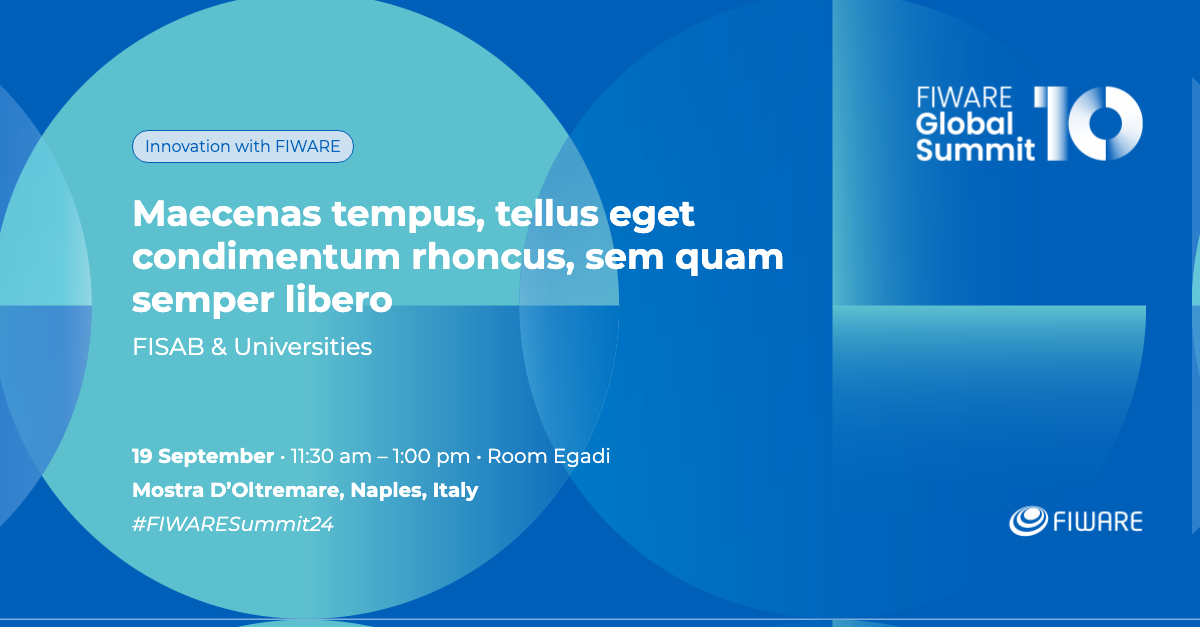 FIWARE
Global
Summit 10
Innovation with FIWARE
Maecenas tempus, tellus eget
condimentum rhoncus, sem quam
semper libero
FISAB & Universities
19 September · 11:30 am – 1:00 pm · Room Egadi
Mostra D’Oltremare, Naples, Italy
#FIWARESummit24
FIWARE